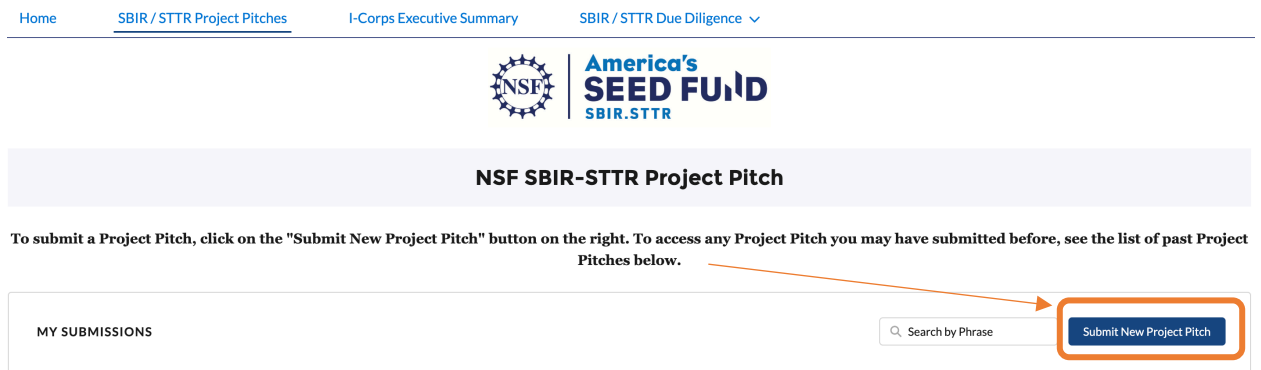 Home SBIR / STTR Project Pitches I-Corps Executive Summary SBIR / STTR Due Diligence
NSF
America's
SEED FUND
SBIR.STTR
NSF SBIR-STTR Project Pitch
To submit a Project Pitch, click on the "Submit New Project Pitch" button on the right. To access any Project Pitch you may have submitted before, see the list of past Project
Pitches below.
MY SUBMISSIONS Search by Phrase Submit New Project Pitch